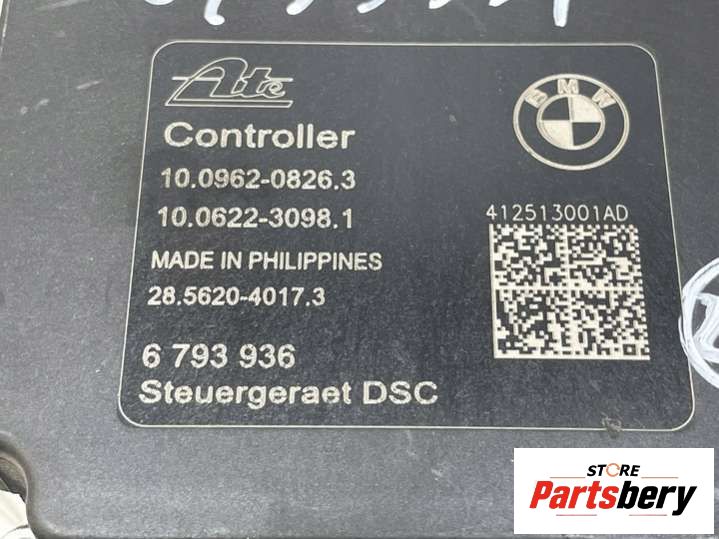 Ate
BMW
Controller
10.0962-0826.3
10.0622-3098.1
412513001AD
MADE IN PHILIPPINES
28.5620-4017.3
6 793 936
Steuergeraet DSC
STORE
Partsbery